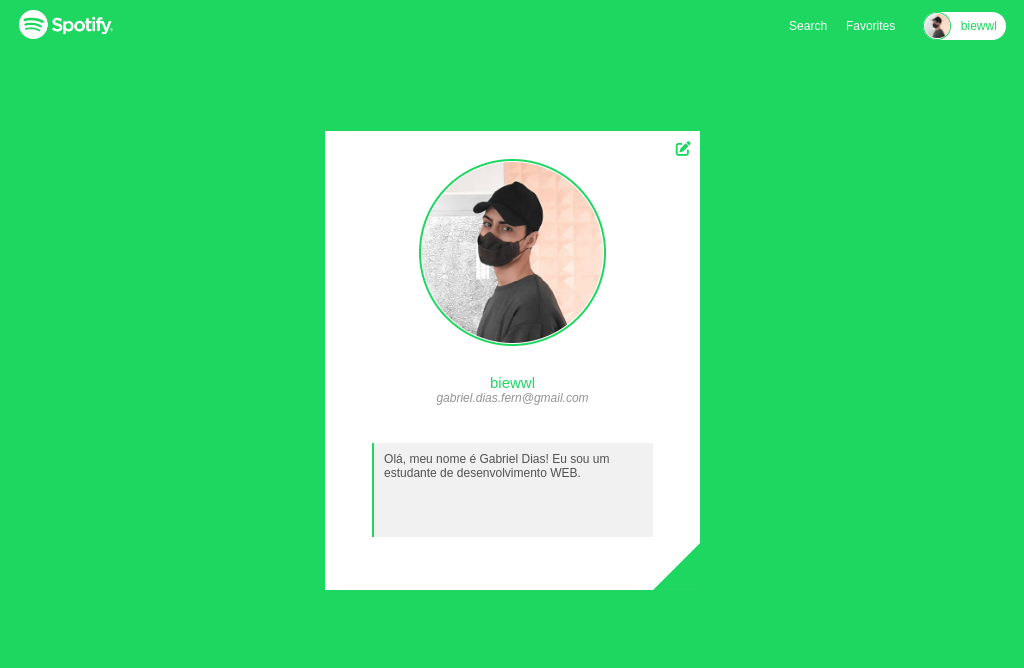 Spotify
Search
Favorites
biewwl
biewwl
gabriel.dias.fern@gmail.com
Olá, meu nome é Gabriel Dias! Eu sou um
estudante de desenvolvimento WEB.